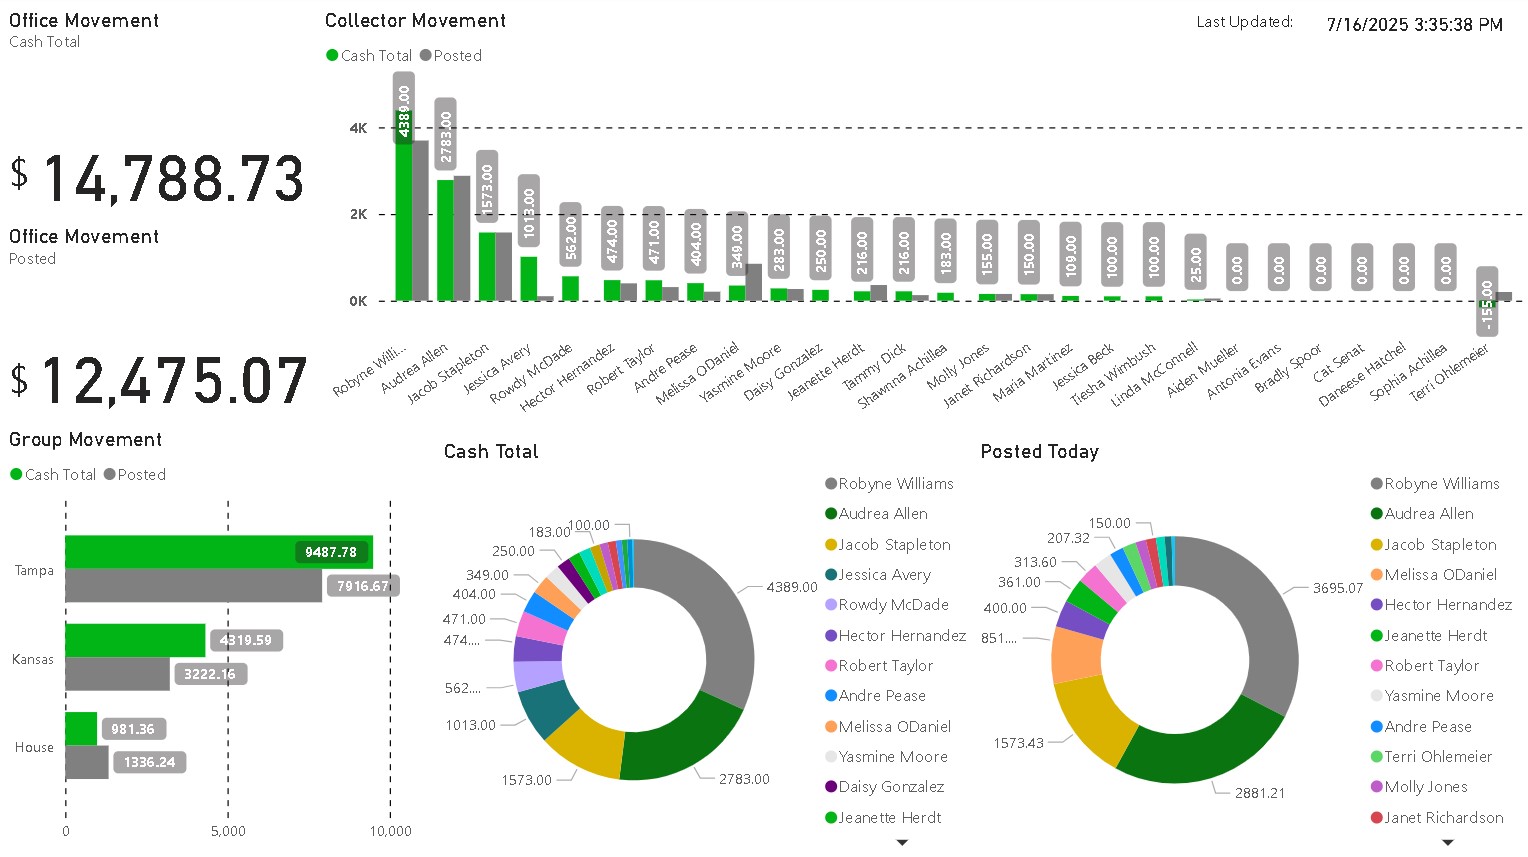 Office Movement
Cash Total
$ 14,788.73
Office Movement
Posted
$ 12,475.07
Collector Movement
Cash Total Posted
Last Updated: 7/16/2025 3:35:38 PM
4K
2K
0K
4389.00
2783.00
1573.00
1013.00
562.00
474.00
471.00
404.00
349.00
283.00
250.00
216.00
216.00
183.00
155.00
150.00
109.00
100.00
100.00
25.00
0.00
0.00
0.00
0.00
0.00
0.00
-155.00
Robyne Willi...
Audrea Allen
Jacob Stapleton
Jessica Avery
Rowdy McDade
Hector Hernandez
Robert Taylor
Andre Pease
Melissa ODaniel
Yasmine Moore
Daisy Gonzalez
Jeanette Herdt
Tammy Dick
Shawnna Achillea
Molly Jones
Janet Richardson
Maria Martinez
Jessica Beck
Tiesha Wimbush
Linda McConnell
Aiden Mueller
Antonia Evans
Bradly Spoor
Cat Senat
Daneese Hatchel
Sophia Achillea
Terri Ohlemeier
Group Movement
Cash Total Posted
Tampa
9487.78
7916.67
Kansas
4319.59
3222.16
House
981.36
1336.24
0 5,000 10,000
Cash Total
100.00
183.00
250.00
349.00
404.00
471.00
474....
562....
1013.00
1573.00
2783.00
4389.00
Robyne Williams
Audrea Allen
Jacob Stapleton
Jessica Avery
Rowdy McDade
Hector Hernandez
Robert Taylor
Andre Pease
Melissa ODaniel
Yasmine Moore
Daisy Gonzalez
Jeanette Herdt
Posted Today
150.00
207.32
313.60
361.00
400.00
851....
1573.43
2881.21
3695.07
Robyne Williams
Audrea Allen
Jacob Stapleton
Melissa ODaniel
Hector Hernandez
Jeanette Herdt
Robert Taylor
Yasmine Moore
Andre Pease
Terri Ohlemeier
Molly Jones
Janet Richardson